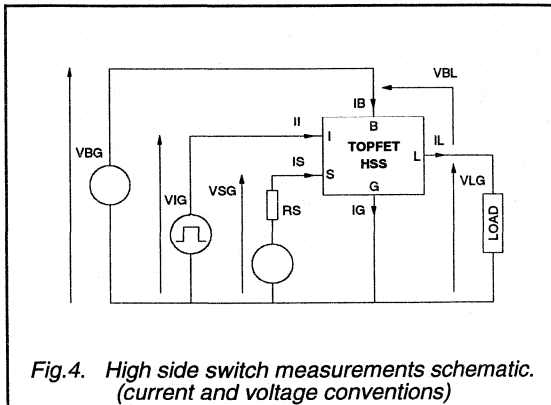 VBL
IB
B
II
I
TOPFET
HSS
L
IL
VBG
IS
S
VSG
VIG
RS
G
IG
VLG
LOAD
Fig.4. High side switch measurements schematic.
(current and voltage conventions)